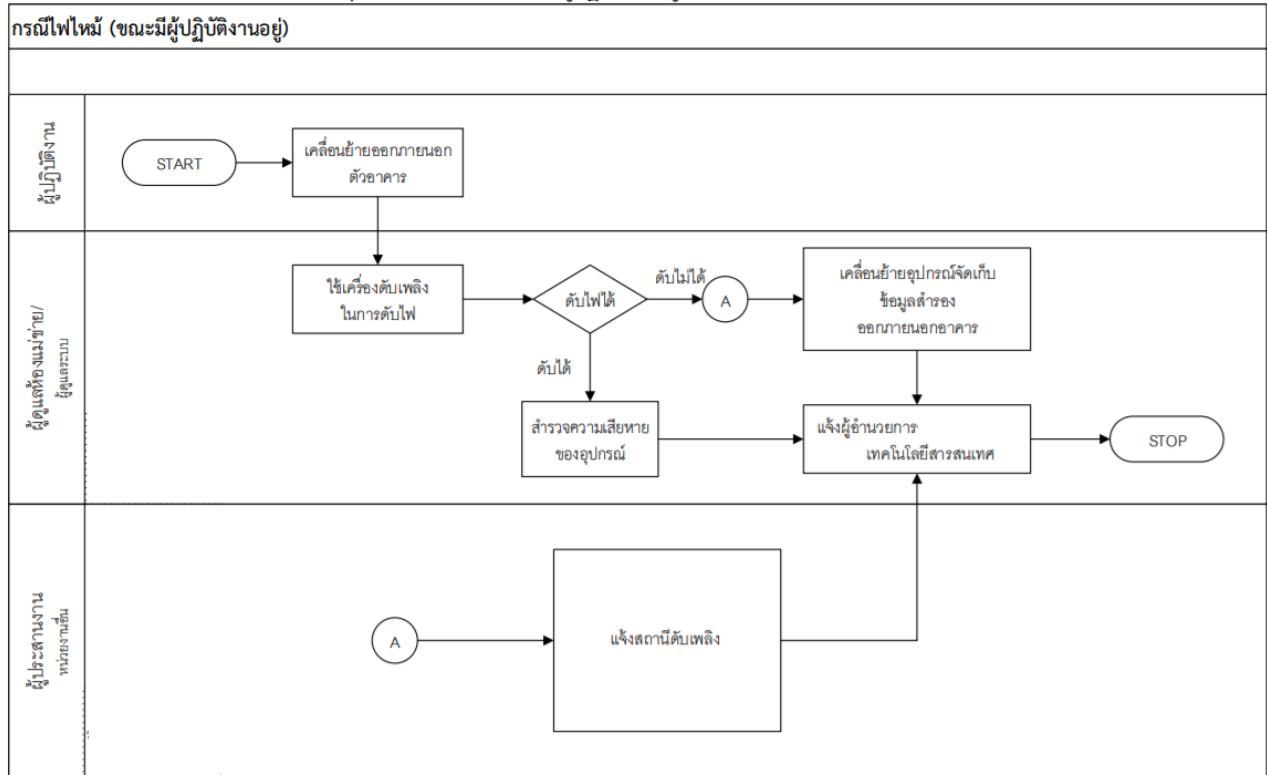 กรณีไฟไหม้ (ขณะมีผู้ปฏิบัติงานอยู่)
ผู้ปฏิบัติงาน
START
เคลื่อนย้ายออกภายนอก
ตัวอาคาร
ผู้ดูแลห้องแม่ข่าย/
ผู้ดูแลระบบ
ใช้เครื่องดับเพลิง
ในการดับไฟ
ดับไฟได้
ดับไม่ได้
A
เคลื่อนย้ายอุปกรณ์จัดเก็บ
ข้อมูลสำรอง
ออกภายนอกอาคาร
ดับได้
สำรวจความเสียหาย
ของอุปกรณ์
แจ้งผู้อำนวยการ
เทคโนโลยีสารสนเทศ
STOP
ผู้ประสานงาน
หน่วยงานอื่น
A
แจ้งสถานีดับเพลิง